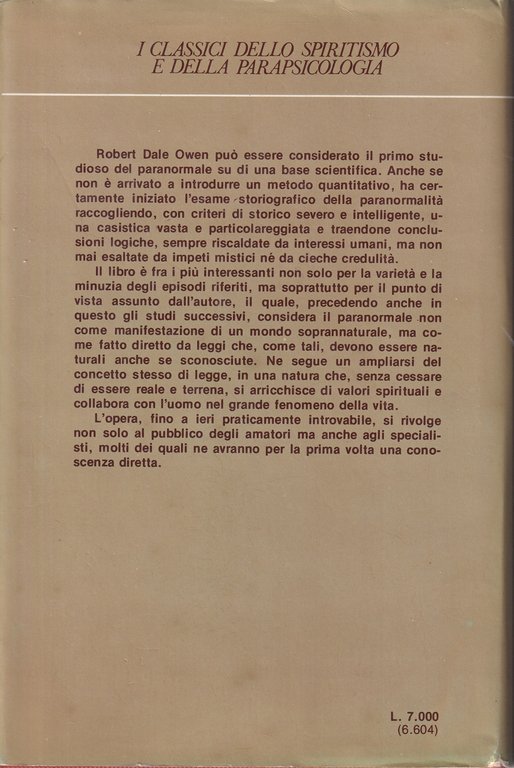 I CLASSICI DELLO SPIRITISMO
E DELLA PARAPSICOLOGIA
Robert Dale Owen può essere considerato il primo stu-
dioso del paranormale su di una base scientifica. Anche se
non è arrivato a introdurre un metodo quantitativo, ha cer-
tamente iniziato l'esame storiografico della paranormalità
raccogliendo, con criteri di storico severo e intelligente, u-
na casistica vasta e particolareggiata e traendone conclu-
sioni logiche, sempre riscaldate da interessi umani, ma non
mai esaltate da impeti mistici né da cieche credulità.
Il libro è fra i più interessanti non solo per la varietà e la
minuzia degli episodi riferiti, ma soprattutto per il punto di
vista assunto dall'autore, il quale, precedendo anche in
questo gli studi successivi, considera il paranormale non
come manifestazione di un mondo soprannaturale, ma co-
me fatto diretto da leggi che, come tali, devono essere na-
turali anche se sconosciute. Ne segue un ampliarsi del
concetto stesso di legge, in una natura che, senza cessare
di essere reale e terrena, si arricchisce di valori spirituali e
collabora con l'uomo nel grande fenomeno della vita.
L'opera, fino a ieri praticamente introvabile, si rivolge
non solo al pubblico degli amatori ma anche agli speciali-
sti, molti dei quali ne avranno per la prima volta una cono-
scenza diretta.
L. 7.000
(6.604)